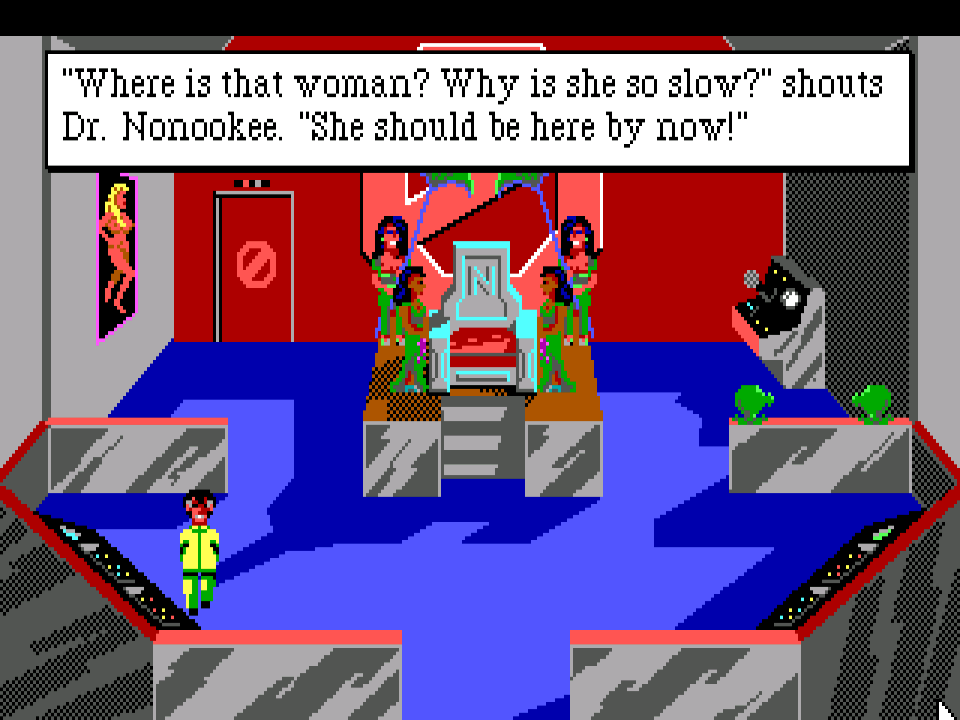 "Where is that woman? Why is she so slow?" shouts
Dr. Nonookee. "She should be here by now!"
N